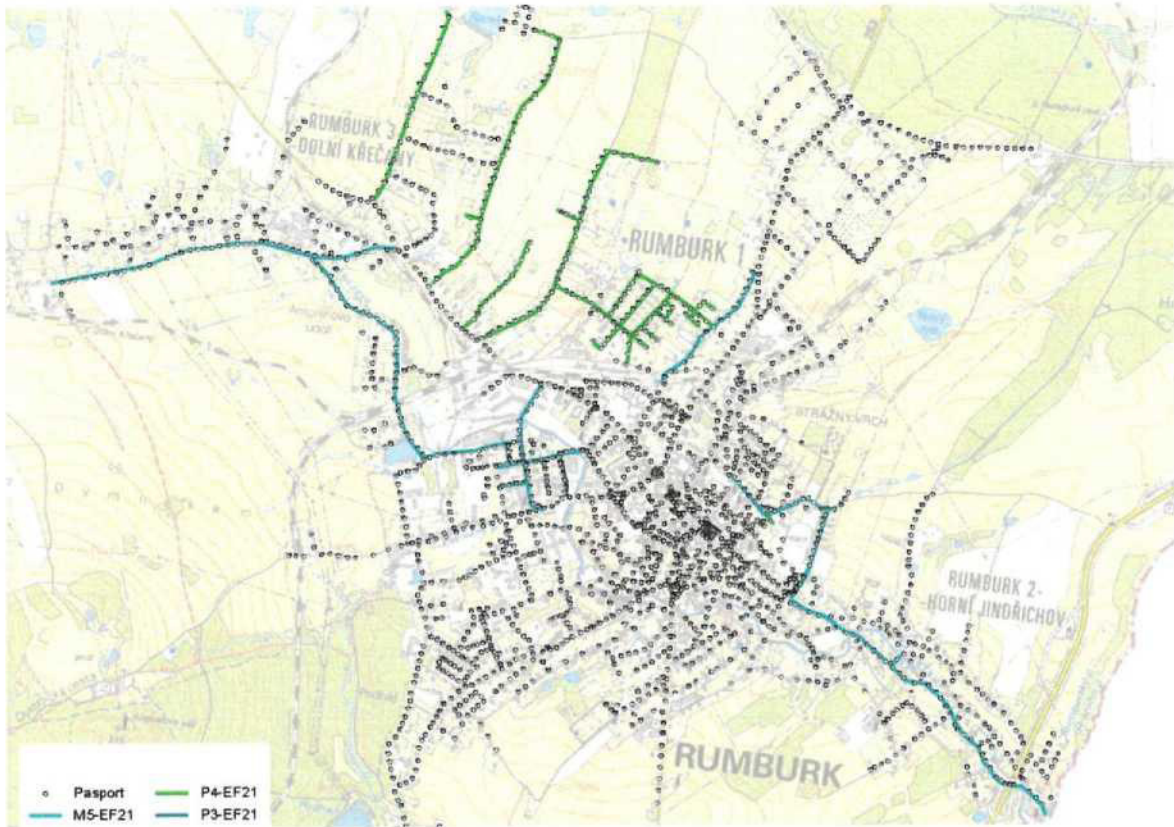 RUMBURK 3-
DOLNÍ KŘEČANY
RUMBURK 1
STRÁŽNÝ VRCH
RUMBURK 2-
-HORNÍ JINDŘICHOV
RUMBURK
Pasport
P4-EF21
M5-EF21
P3-EF21